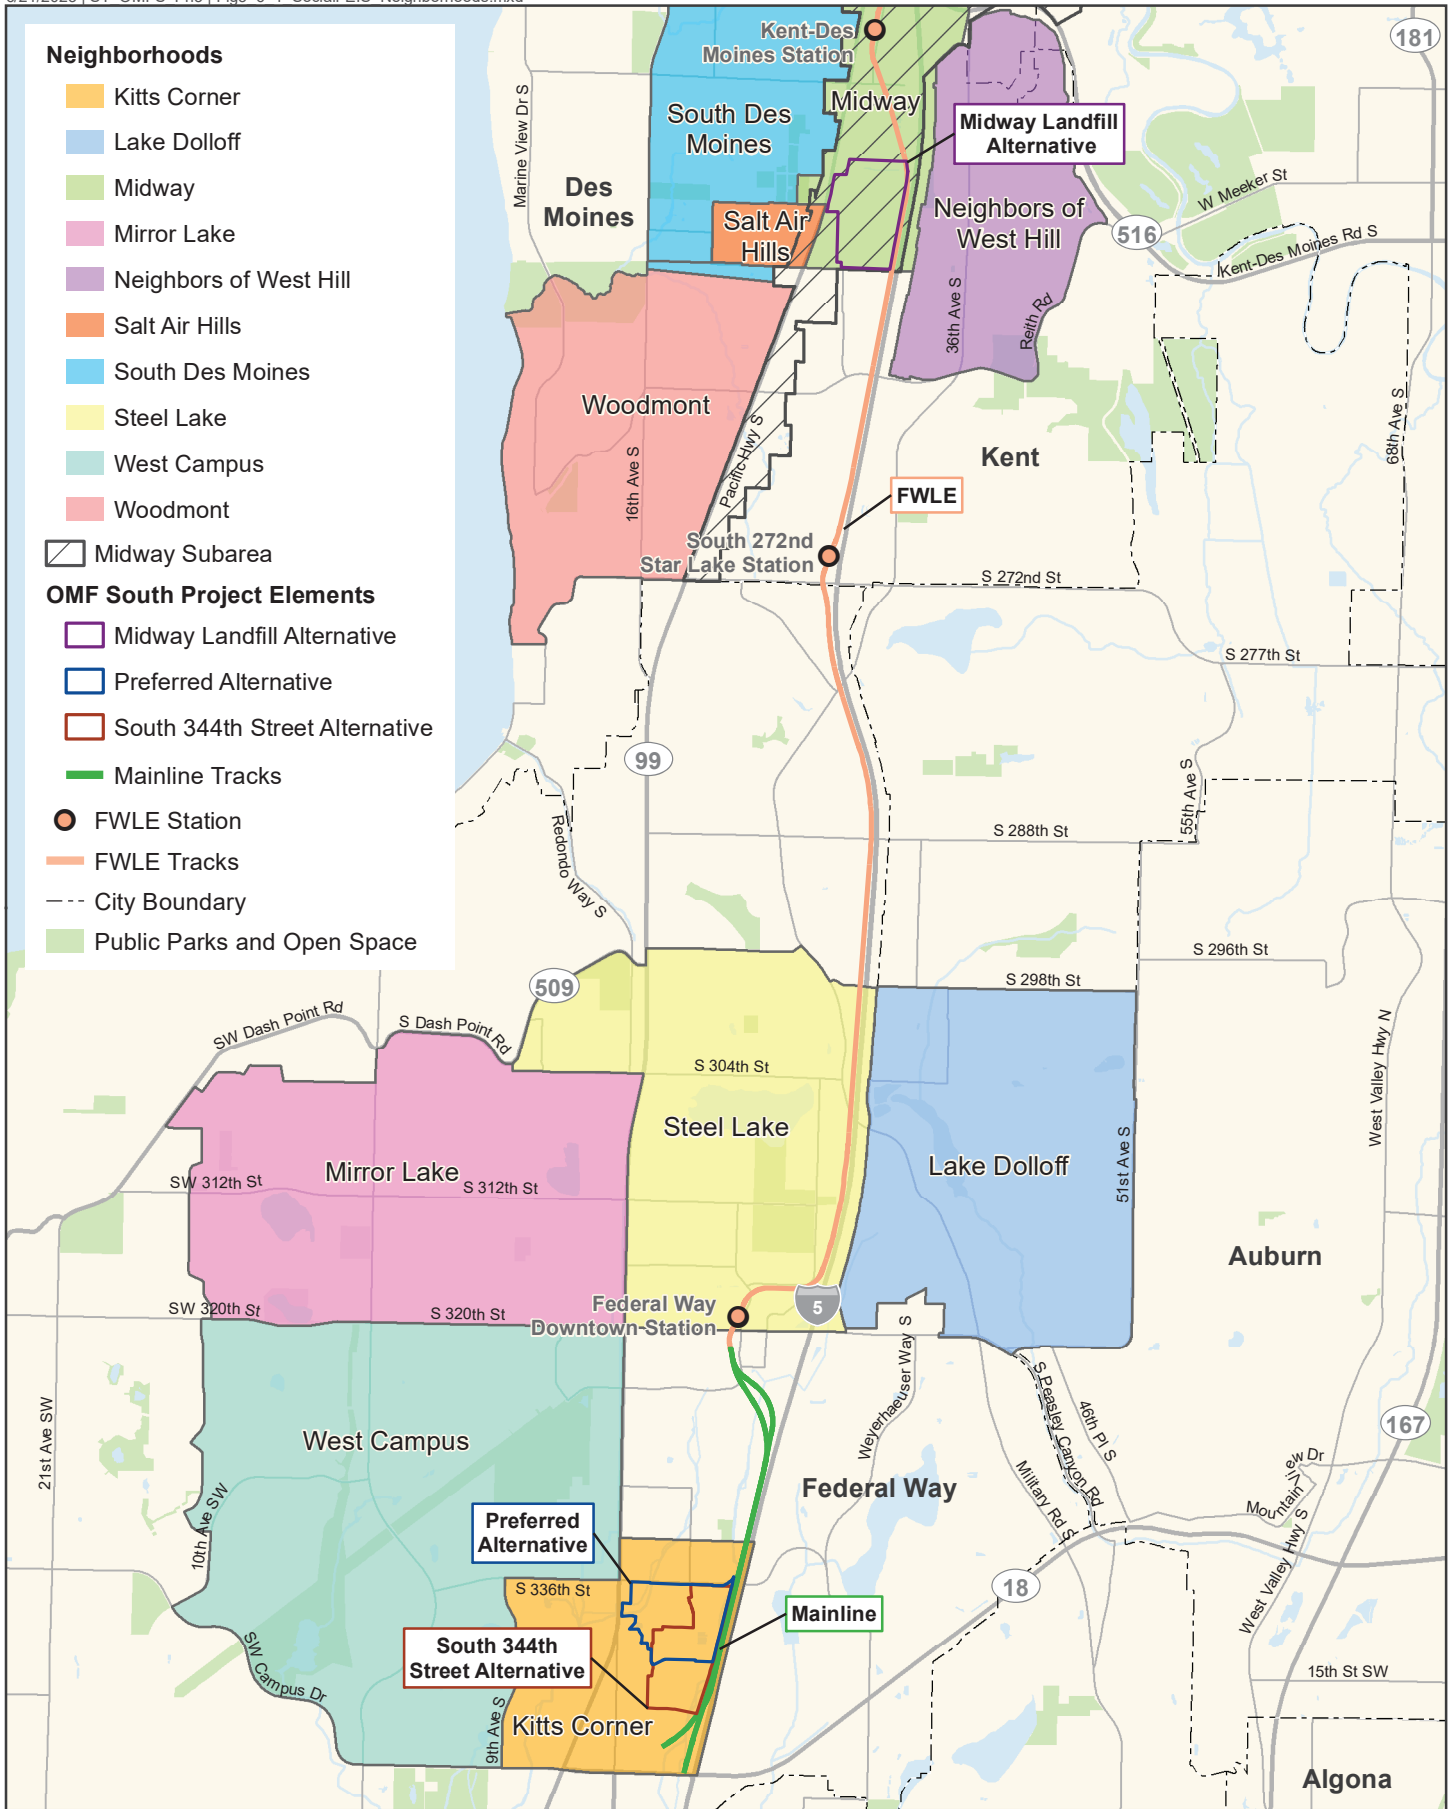 Neighborhoods
Kitts Corner
Lake Dolloff
Midway
Mirror Lake
Neighbors of West Hill
Salt Air Hills
South Des Moines
Steel Lake
West Campus
Woodmont
Midway Subarea
OMF South Project Elements
Midway Landfill Alternative
Preferred Alternative
South 344th Street Alternative
Mainline Tracks
FWLE Station
FWLE Tracks
City Boundary
Public Parks and Open Space
Kent-Des
Moines Station
181
Midway
South Des
Moines
Midway Landfill
Alternative
Marine View Dr S
Des
Moines
W Meeker St
Salt Air
Hills
Neighbors of
West Hill
516
Kent-Des Moines Rd S
36th Ave S
Reith Rd
Woodmont
16th Ave S
Pacific Hwy S
Kent
68th Ave S
FWLE
South 272nd
Star Lake Station
S 272nd St
S 277th St
99
55th Ave S
S 288th St
Redondo Way S
S 296th St
509
S 298th St
SW Dash Point Rd
S Dash Point Rd
West Valley Hwy N
S 304th St
Steel Lake
Mirror Lake
Lake Dolloff
51st Ave S
SW 312th St
S 312th St
Auburn
SW 320th St
S 320th St
Federal Way
Downtown Station
5
Weyerhaeuser Way S
S Peasley Canyon Rd
46th Pl S
21st Ave SW
167
West Campus
Federal Way
Military Rd S
Mountain View Dr
10th Ave SW
Preferred
Alternative
West Valley Hwy S
S 336th St
18
Mainline
South 344th
Street Alternative
SW Campus Dr
15th St SW
9th Ave S
Kitts Corner
Algona